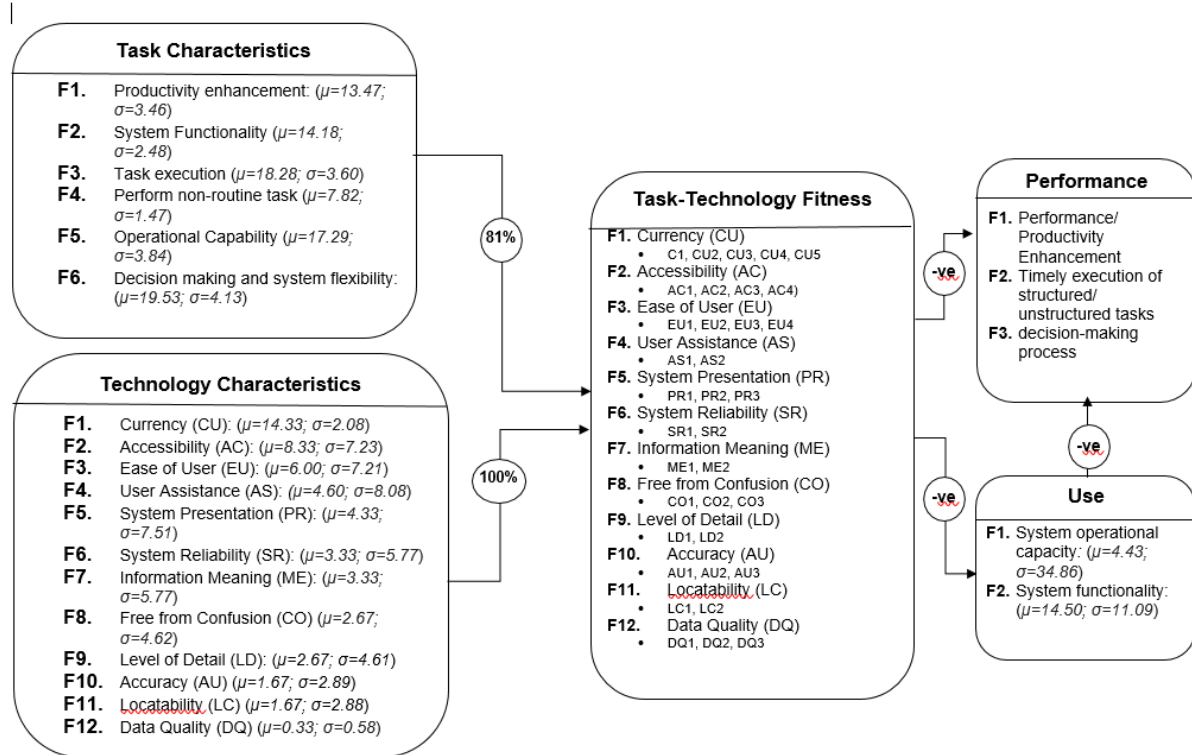 Task Characteristics
F1. Productivity enhancement: (μ=13.47;
σ=3.46)
F2. System Functionality (μ=14.18;
σ=2.48)
F3. Task execution (μ=18.28; σ=3.60)
F4. Perform non-routine task (μ=7.82;
σ=1.47)
F5. Operational Capability (μ=17.29;
σ=3.84)
F6. Decision making and system flexibility:
(μ=19.53; σ=4.13)
Technology Characteristics
F1. Currency (CU): (μ=14.33; σ=2.08)
F2. Accessibility (AC): (μ=8.33; σ=7.23)
F3. Ease of User (EU): (μ=6.00; σ=7.21)
F4. User Assistance (AS): (μ=4.60; σ=8.08)
F5. System Presentation (PR): (μ=4.33;
σ=7.51)
F6. System Reliability (SR): (μ=3.33; σ=5.77)
F7. Information Meaning (ME): (μ=3.33;
σ=5.77)
F8. Free from Confusion (CO) (μ=2.67;
σ=4.62)
F9. Level of Detail (LD): (μ=2.67; σ=4.61)
F10. Accuracy (AU) (μ=1.67; σ=2.89)
F11. Locatability (LC) (μ=1.67; σ=2.88)
F12. Data Quality (DQ) (μ=0.33; σ=0.58)
81%
100%
Task-Technology Fitness
F1. Currency (CU)
• C1, CU2, CU3, CU4, CU5
F2. Accessibility (AC)
• AC1, AC2, AC3, AC4)
F3. Ease of User (EU)
• EU1, EU2, EU3, EU4
F4. User Assistance (AS)
• AS1, AS2
F5. System Presentation (PR)
• PR1, PR2, PR3
F6. System Reliability (SR)
• SR1, SR2
F7. Information Meaning (ME)
• ME1, ME2
F8. Free from Confusion (CO)
• CO1, CO2, CO3
F9. Level of Detail (LD)
• LD1, LD2
F10. Accuracy (AU)
• AU1, AU2, AU3
F11. Locatability (LC)
• LC1, LC2
F12. Data Quality (DQ)
• DQ1, DQ2, DQ3
-ve
-ve
Performance
F1. Performance/
Productivity
Enhancement
F2. Timely execution of
structured/
unstructured tasks
F3. decision-making
process
-ve
Use
F1. System operational
capacity: (μ=4.43;
σ=34.86)
F2. System functionality:
(μ=14.50; σ=11.09)